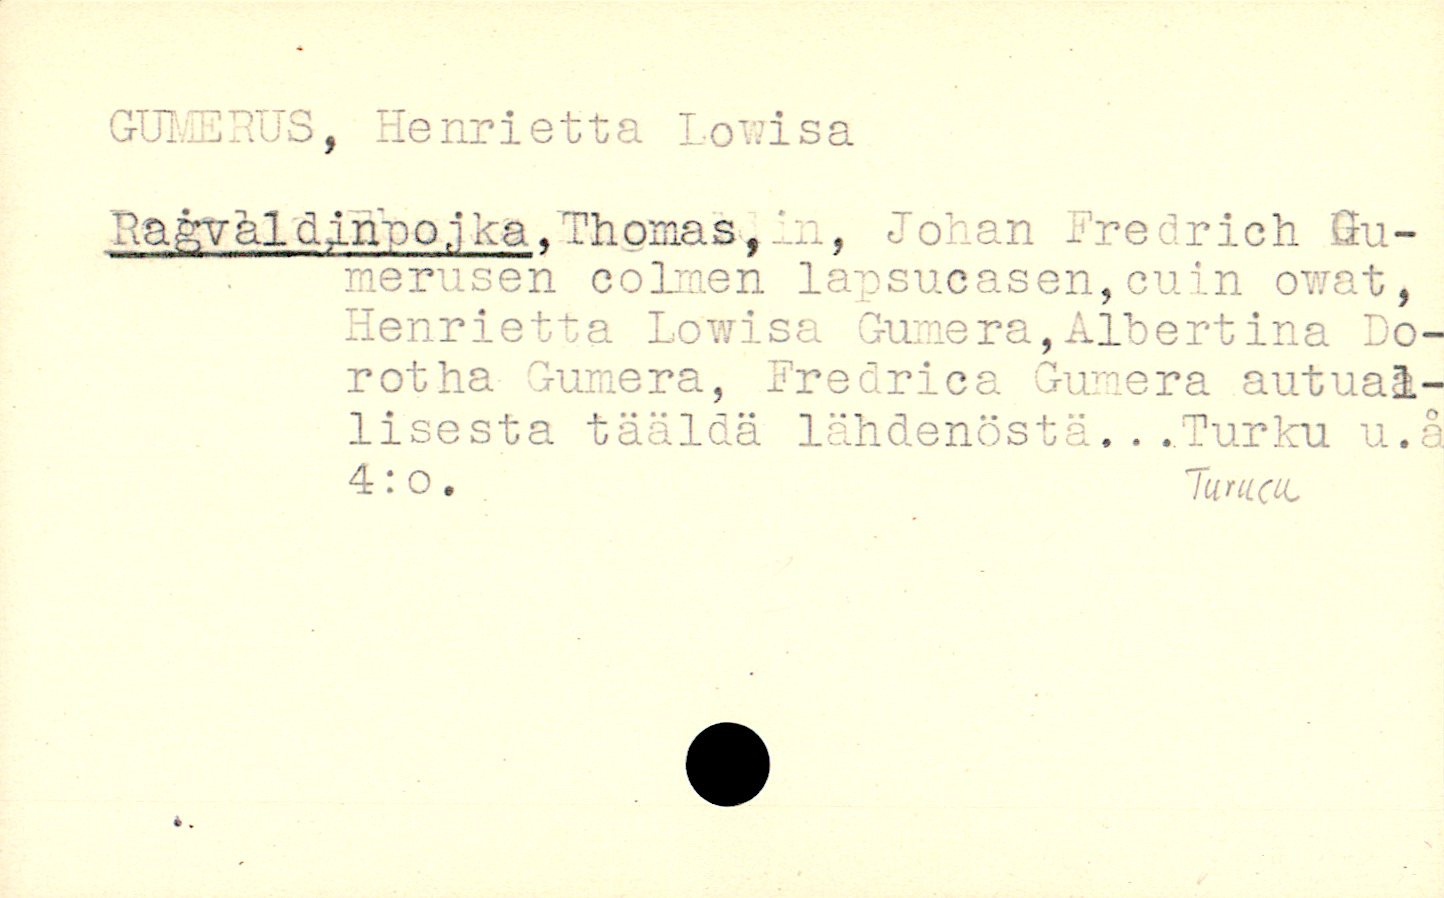 GUMERUS, Henrietta Lowisa
Ragvaldinpojka, Thomas, in, Johan Fredrich Gu-
merusen colmen lapsucasen, cuin owat,
Henrietta Lowisa Gumera, Albertina Do-
rotha Gumera, Fredrica Gumera autual-
lisesta tääldä lähdenöstä...Turku u.å
4:o.
Turucu